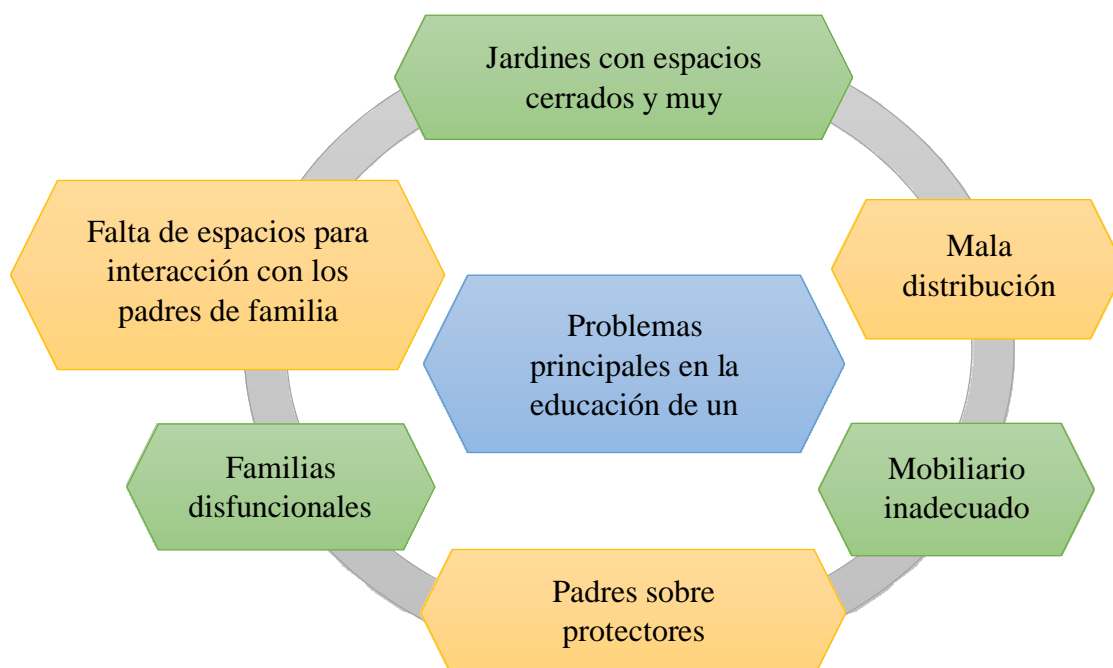 Jardines con espacios
cerrados y muy
Falta de espacios para
interacción con los
padres de familia
Mala
distribución
Problemas
principales en la
educación de un
Familias
disfuncionales
Mobiliario
inadecuado
Padres sobre
protectores